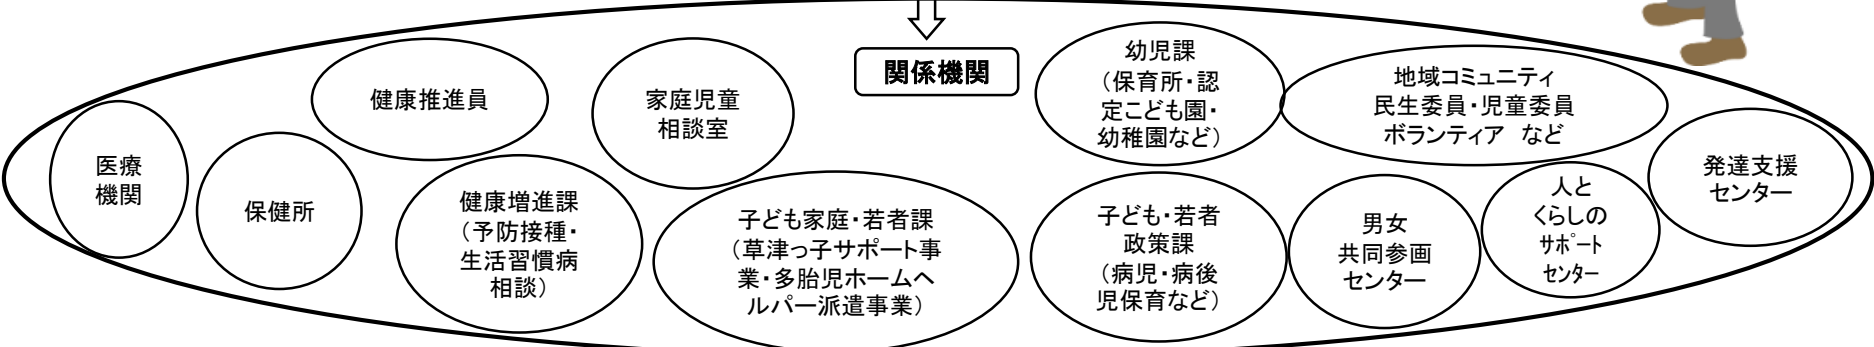 関係機関
医療
機関
保健所
健康推進員
健康増進課
（予防接種・
生活習慣病
相談）
家庭児童
相談室
子ども家庭・若者課
（草津っ子サポート事
業・多胎児ホームヘ
ルパー派遣事業）
幼児課
（保育所・認
定こども園・
幼稚園など）
子ども・若者
政策課
（病児・病後
児保育など）
地域コミュニティ
民生委員・児童委員
ボランティア　など
男女
共同参画
センター
人と
くらしの
ｻﾎﾟｰﾄ
ｾﾝﾀｰ
発達支援
センター